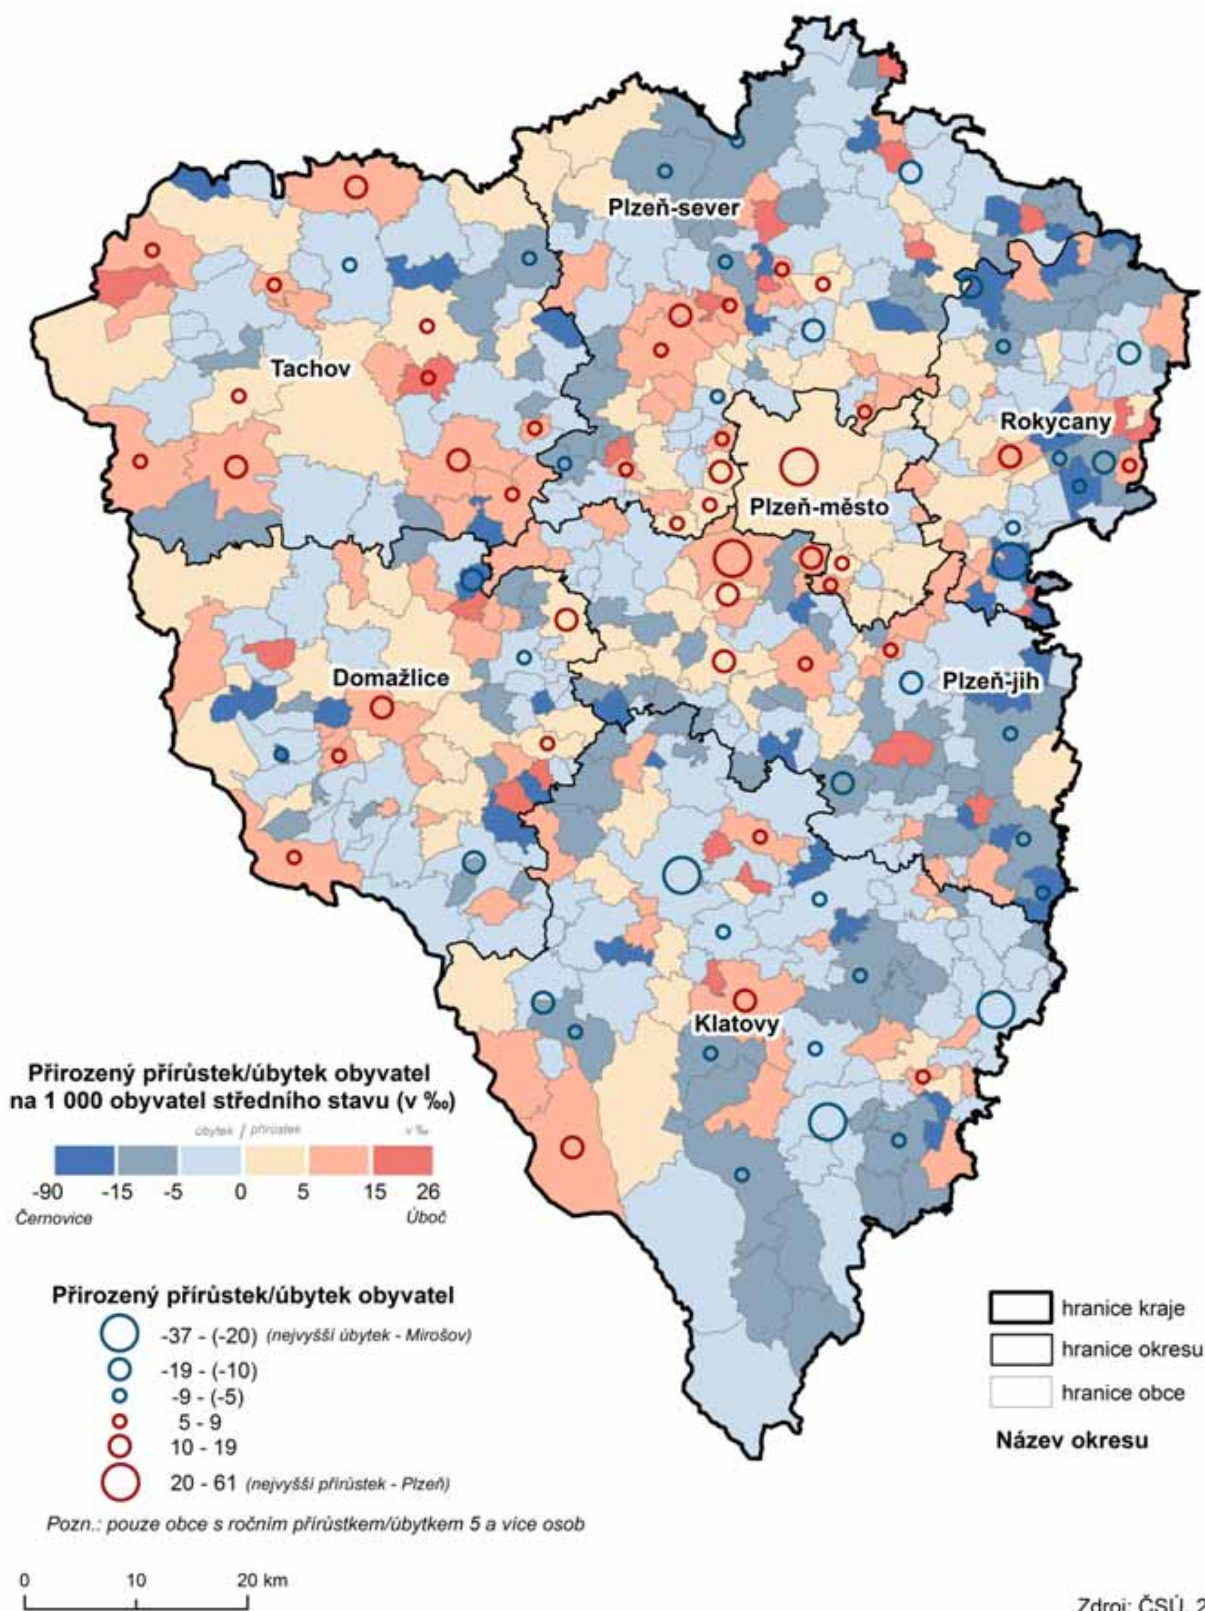 Plzeň-sever
Tachov
Rokycany
Plzeň-město
Domažlice
Plzeň-jih
Klatovy
Přirozený přírůstek/úbytek obyvatel
na 1 000 obyvatel středního stavu (v ‰)
úbytek / přírůstek v ‰
-90 -15 -5 0 5 15 26
Černovice Úboč
Přirozený přírůstek/úbytek obyvatel
-37 - (-20) (nejvyšší úbytek - Mirošov)
-19 - (-10)
-9 - (-5)
5 - 9
10 - 19
20 - 61 (nejvyšší přírůstek - Plzeň)
Pozn.: pouze obce s ročním přírůstkem/úbytkem 5 a více osob
hranice kraje
hranice okresu
hranice obce
Název okresu
0 10 20 km
Zdroj: ČSÚ, 2